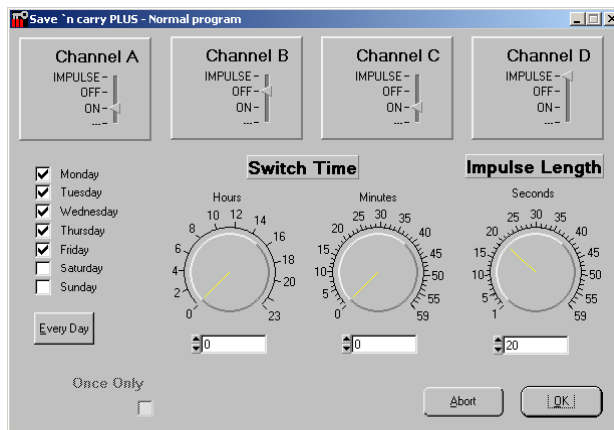 Save `n carry PLUS - Normal program
Channel A
IMPULSE
OFF
ON
---
Channel B
IMPULSE
OFF
ON
---
Channel C
IMPULSE
OFF
ON
---
Channel D
IMPULSE
OFF
ON
---
Monday
Tuesday
Wednesday
Thursday
Friday
Saturday
Sunday
Every Day
Once Only
Switch Time
Hours
0
2
4
6
8
10
12
14
16
18
20
23
0
Minutes
0
5
10
15
20
25
30
35
40
45
50
55
59
0
Impulse Length
Seconds
1
5
10
15
20
25
30
35
40
45
50
55
59
20
Abort
OK